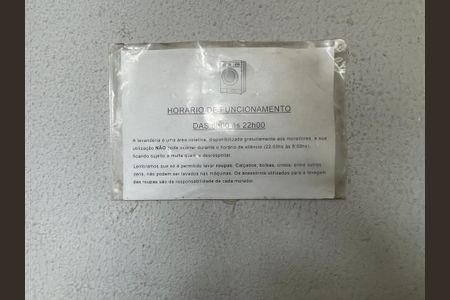 HORÁRIO DE FUNCIONAMENTO
DAS às 22h00
A lavanderia é uma área coletiva, disponibilizada gratuitamente aos moradores, e sua
utilização NÃO pode ocorrer durante o horário de silêncio (22:00hs às 8:00hs),
ficando sujeito a multa quem a desrespeitar.
Lembramos que só é permitido lavar roupas. Calçados, bolsas, entre outros
itens, não podem ser lavados nas máquinas. Os acessórios utilizados para a lavagem
das roupas são de responsabilidade de cada morador.